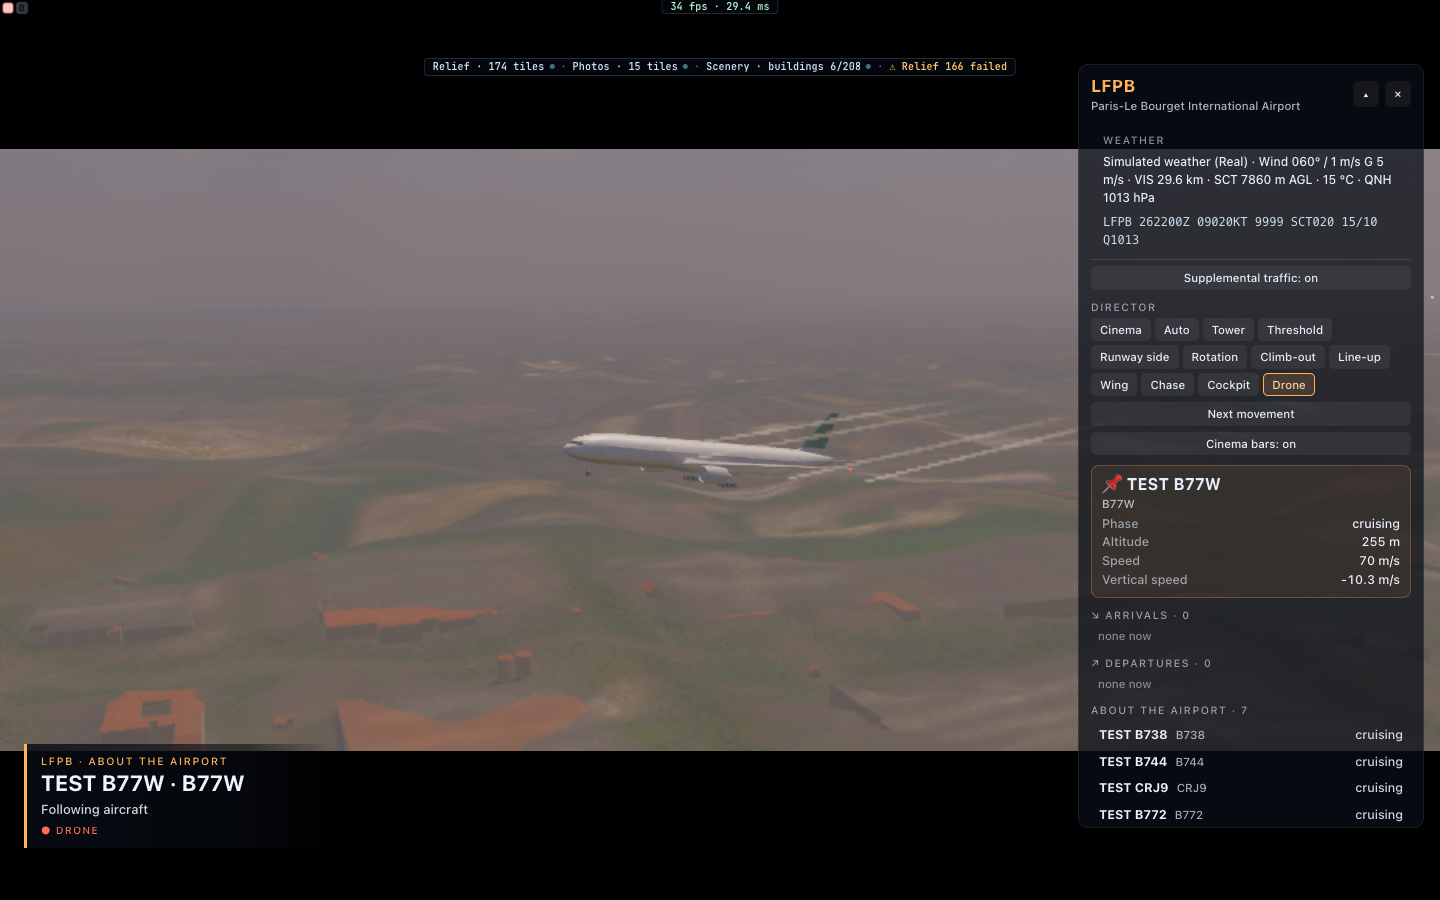 0
34 fps · 29.4 ms
Relief · 174 tiles · Photos · 15 tiles · Scenery · buildings 6/208 · ⚠ Relief 166 failed
LFPB
Paris-Le Bourget International Airport
WEATHER
Simulated weather (Real) · Wind 060° / 1 m/s G 5
m/s · VIS 29.6 km · SCT 7860 m AGL · 15 °C · QNH
1013 hPa
LFPB 262200Z 09020KT 9999 SCT020 15/10
Q1013
Supplemental traffic: on
DIRECTOR
Cinema Auto Tower Threshold
Runway side Rotation Climb-out Line-up
Wing Chase Cockpit Drone
Next movement
Cinema bars: on
📌 TEST B77W
B77W
Phase cruising
Altitude 255 m
Speed 70 m/s
Vertical speed -10.3 m/s
↘ ARRIVALS · 0
none now
↗ DEPARTURES · 0
none now
ABOUT THE AIRPORT · 7
TEST B738 B738 cruising
TEST B744 B744 cruising
TEST CRJ9 CRJ9 cruising
TEST B772 B772 cruising
LFPB · ABOUT THE AIRPORT
TEST B77W · B77W
Following aircraft
DRONE